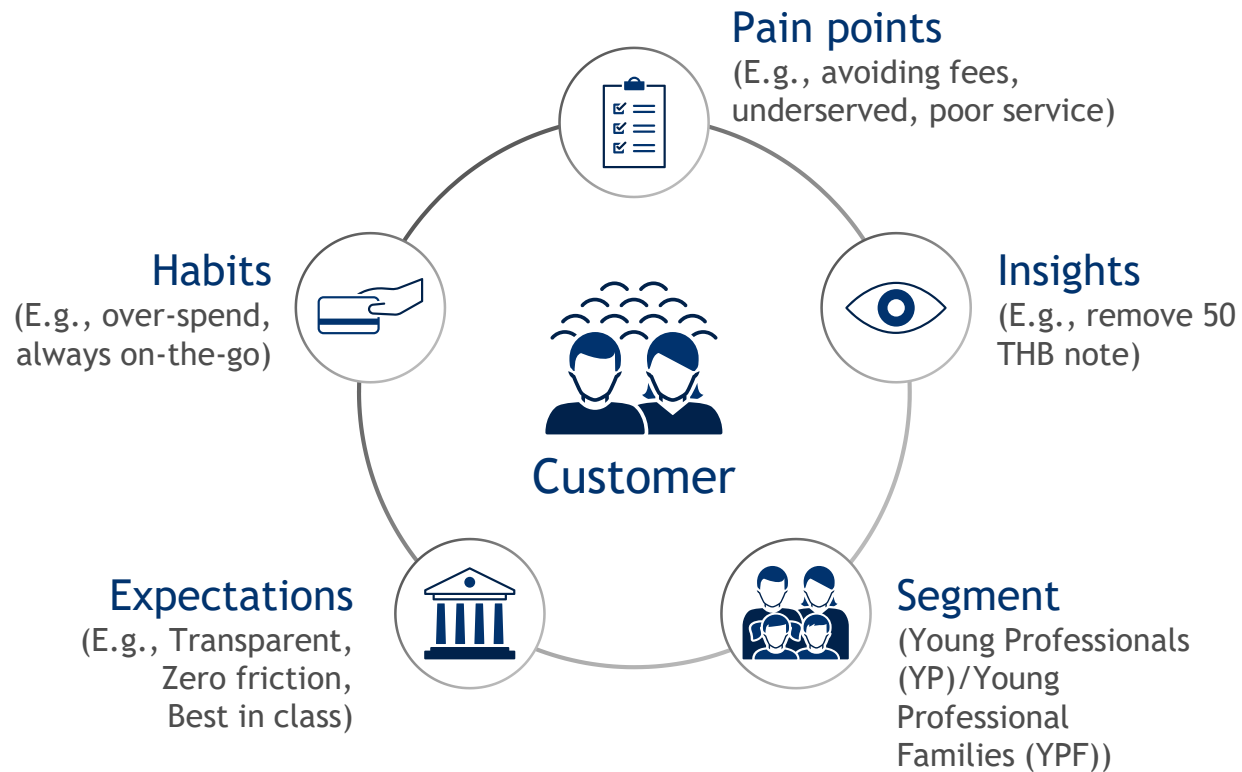 Pain points
(E.g., avoiding fees,
underserved, poor service)
Habits
(E.g., over-spend,
always on-the-go)
Insights
(E.g., remove 50
THB note)
Customer
Expectations
(E.g., Transparent,
Zero friction,
Best in class)
Segment
(Young Professionals
(YP)/Young
Professional
Families (YPF))